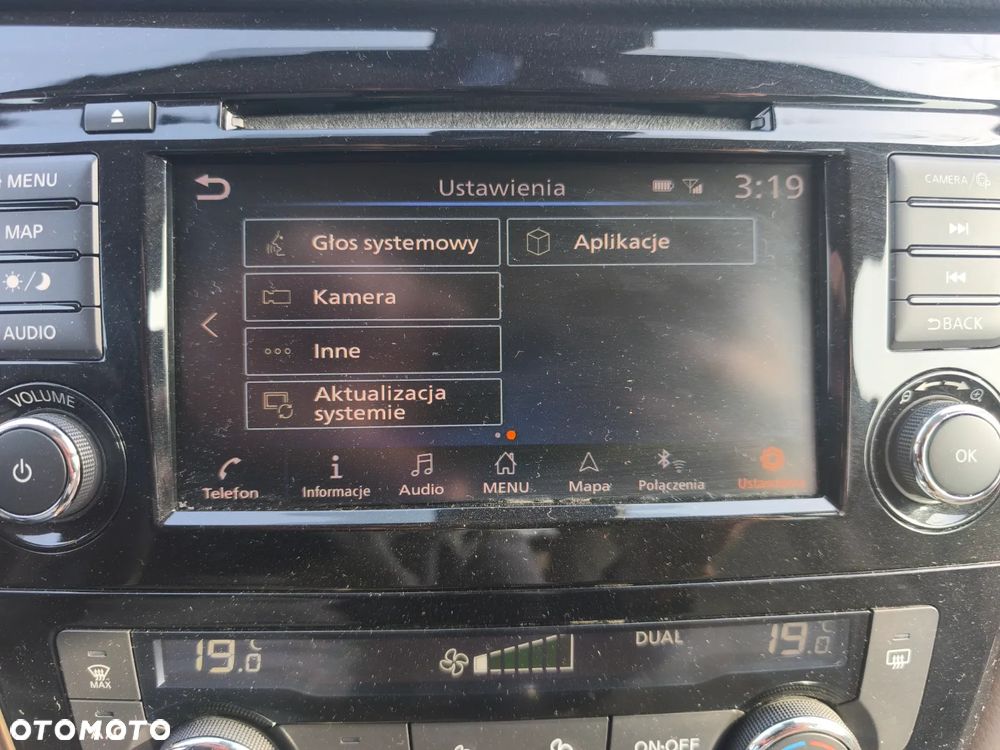 MENU
MAP
AUDIO
VOLUME
Ustawienia
3:19
Głos systemowy
Aplikacje
Kamera
Inne
Aktualizacja
systemie
Telefon
Informacje
Audio
MENU
Mapa
Połączenia
Ustawienia
CAMERA/
BACK
OK
19.0 °C
DUAL
19.0 °C
MAX
ON·OFF
OTOMOTO